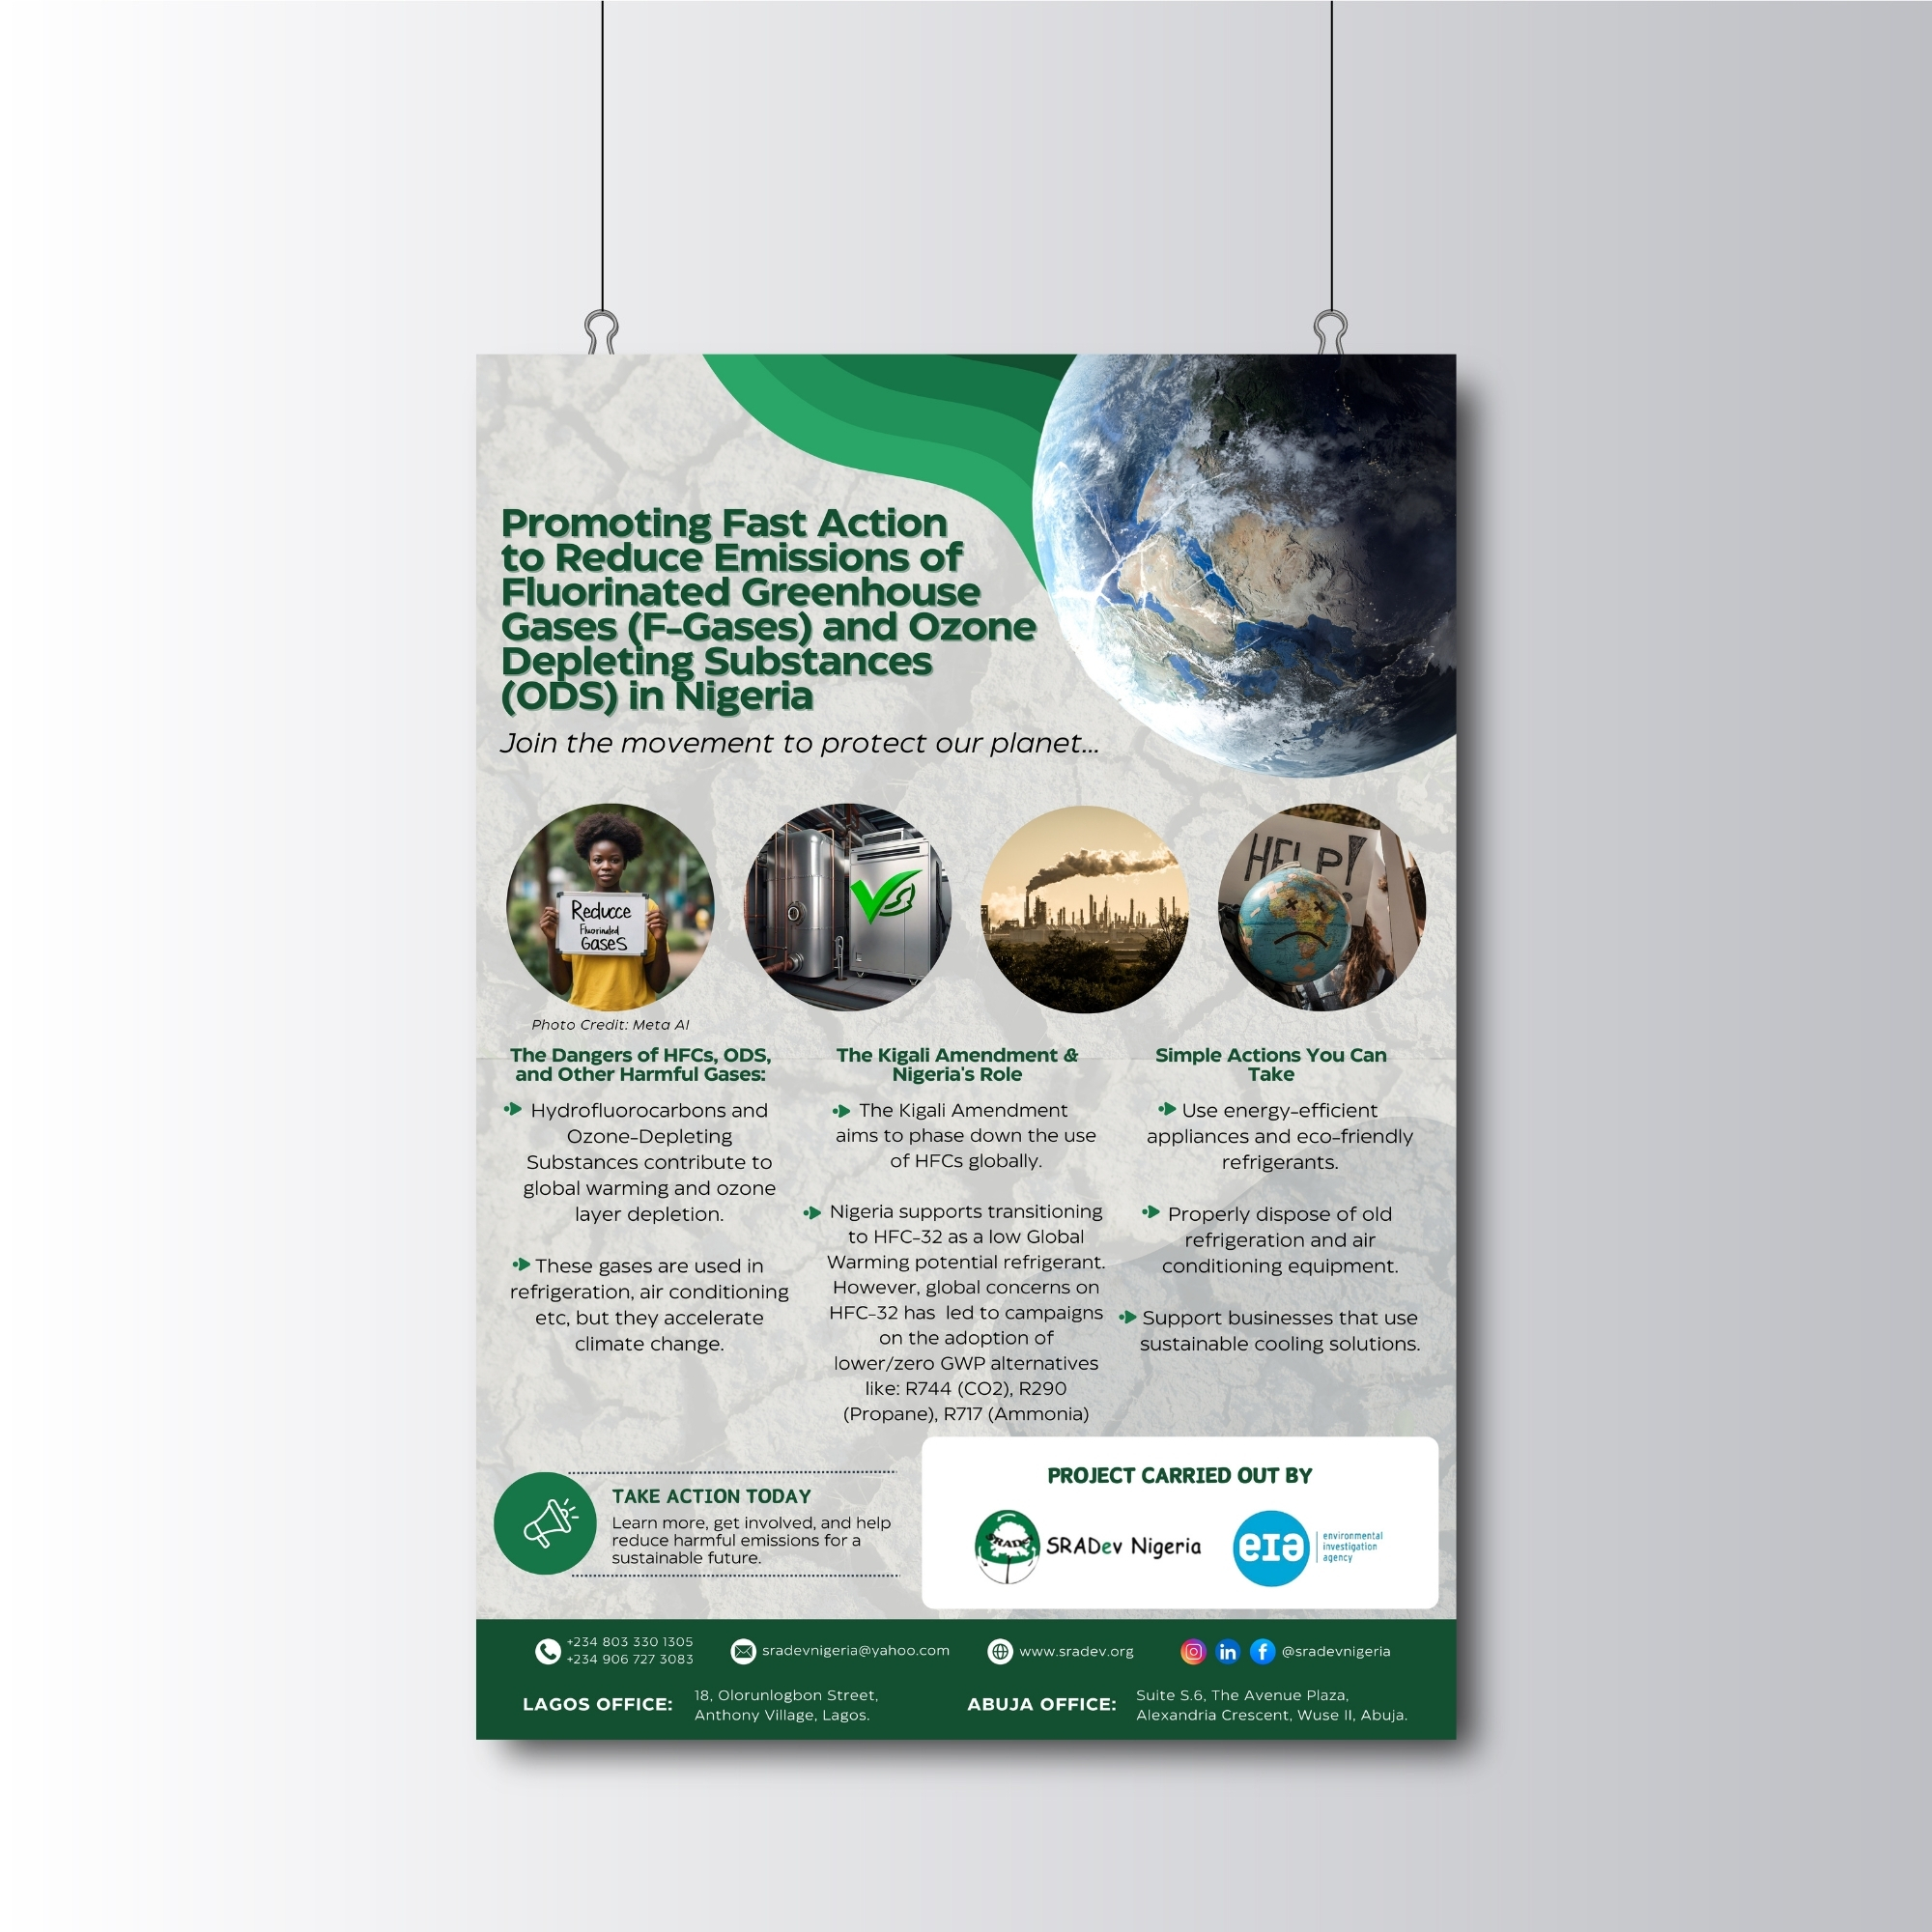 Promoting Fast Action
to Reduce Emissions of
Fluorinated Greenhouse
Gases (F-Gases) and Ozone
Depleting Substances
(ODS) in Nigeria
Join the movement to protect our planet...
Reducce
Fluorinated
GASES
HELP!
Photo Credit: Meta AI
The Dangers of HFCs, ODS,
and Other Harmful Gases:
Hydrofluorocarbons and
Ozone-Depleting
Substances contribute to
global warming and ozone
layer depletion.
These gases are used in
refrigeration, air conditioning
etc, but they accelerate
climate change.
The Kigali Amendment &
Nigeria's Role
The Kigali Amendment
aims to phase down the use
of HFCs globally.
Nigeria supports transitioning
to HFC-32 as a low Global
Warming potential refrigerant.
However, global concerns on
HFC-32 has  led to campaigns
on the adoption of
lower/zero GWP alternatives
like: R744 (CO2), R290
(Propane), R717 (Ammonia)
Simple Actions You Can
Take
Use energy-efficient
appliances and eco-friendly
refrigerants.
Properly dispose of old
refrigeration and air
conditioning equipment.
Support businesses that use
sustainable cooling solutions.
TAKE ACTION TODAY
Learn more, get involved, and help
reduce harmful emissions for a
sustainable future.
PROJECT CARRIED OUT BY
SRADe
SRADev Nigeria
eia
environmental
investigation
agency
+234 803 330 1305
+234 906 727 3083
sradevnigeria@yahoo.com
www.sradev.org
@sradevnigeria
LAGOS OFFICE:
18, Olorunlogbon Street,
Anthony Village, Lagos.
ABUJA OFFICE:
Suite S.6, The Avenue Plaza,
Alexandria Crescent, Wuse II, Abuja.